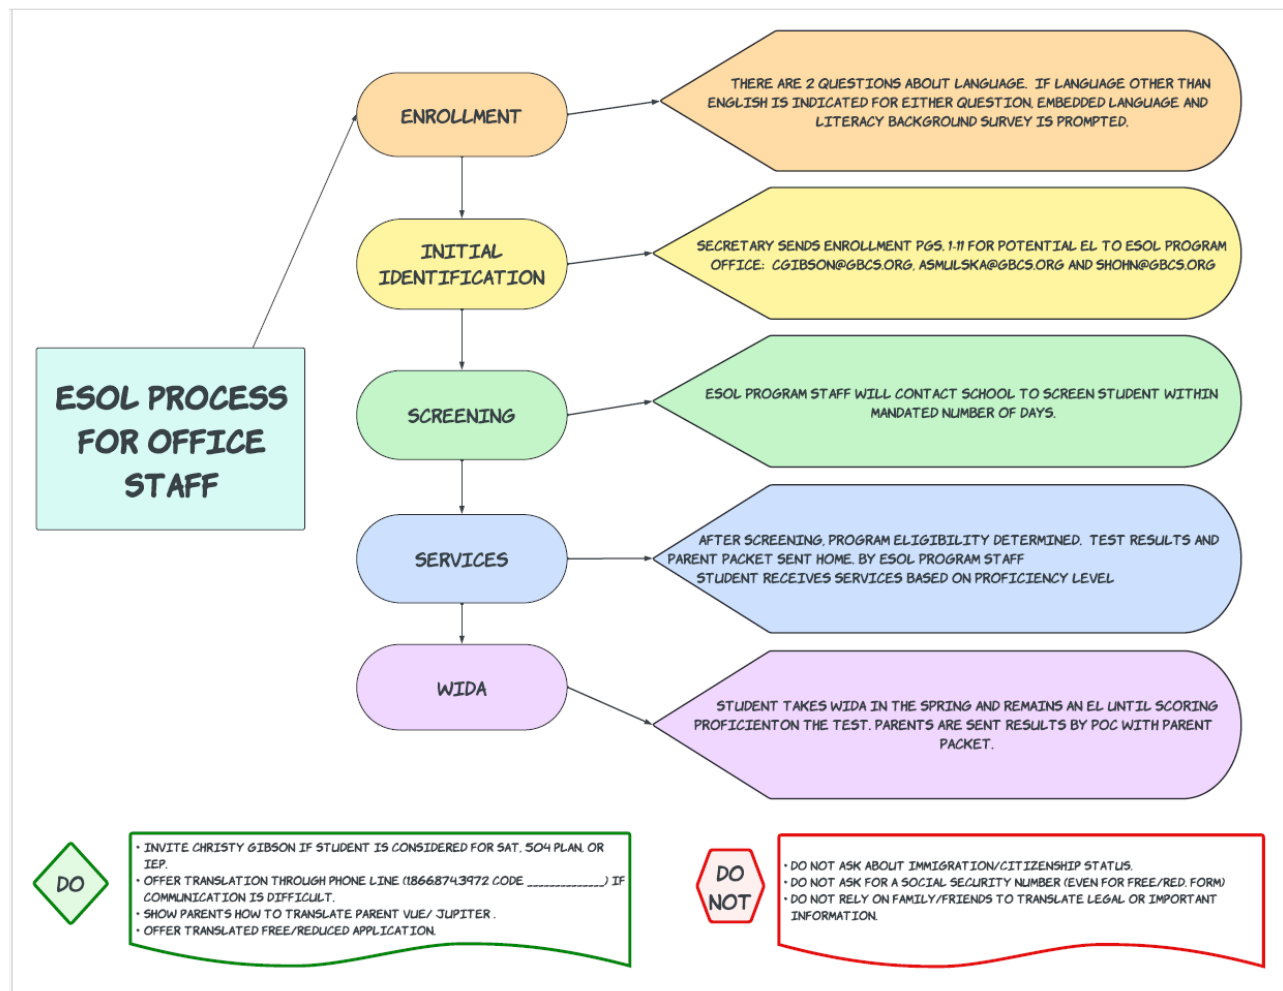 ESOL PROCESS
FOR OFFICE
STAFF
ENROLLMENT
THERE ARE 2 QUESTIONS ABOUT LANGUAGE. IF LANGUAGE OTHER THAN
ENGLISH IS INDICATED FOR EITHER QUESTION, EMBEDDED LANGUAGE AND
LITERACY BACKGROUND SURVEY IS PROMPTED.
INITIAL
IDENTIFICATION
SECRETARY SENDS ENROLLMENT PGS. 1-11 FOR POTENTIAL EL TO ESOL PROGRAM
OFFICE: CGIBSON@GBCS.ORG, ASMULSKA@GBCS.ORG AND SHOHN@GBCS.ORG
SCREENING
ESOL PROGRAM STAFF WILL CONTACT SCHOOL TO SCREEN STUDENT WITHIN
MANDATED NUMBER OF DAYS.
SERVICES
AFTER SCREENING, PROGRAM ELIGIBILITY DETERMINED. TEST RESULTS AND
PARENT PACKET SENT HOME. BY ESOL PROGRAM STAFF
STUDENT RECEIVES SERVICES BASED ON PROFICIENCY LEVEL
WIDA
STUDENT TAKES WIDA IN THE SPRING AND REMAINS AN EL UNTIL SCORING
PROFICIENTON THE TEST. PARENTS ARE SENT RESULTS BY POC WITH PARENT
PACKET.
DO
• INVITE CHRISTY GIBSON IF STUDENT IS CONSIDERED FOR SAT, 504 PLAN, OR
IEP.
• OFFER TRANSLATION THROUGH PHONE LINE (1.866.874.3972 CODE ______________) IF
COMMUNICATION IS DIFFICULT.
• SHOW PARENTS HOW TO TRANSLATE PARENT VUE/ JUPITER .
• OFFER TRANSLATED FREE/REDUCED APPLICATION.
DO
NOT
• DO NOT ASK ABOUT IMMIGRATION/CITIZENSHIP STATUS.
• DO NOT ASK FOR A SOCIAL SECURITY NUMBER (EVEN FOR FREE/RED. FORM)
• DO NOT RELY ON FAMILY/FRIENDS TO TRANSLATE LEGAL OR IMPORTANT
INFORMATION.